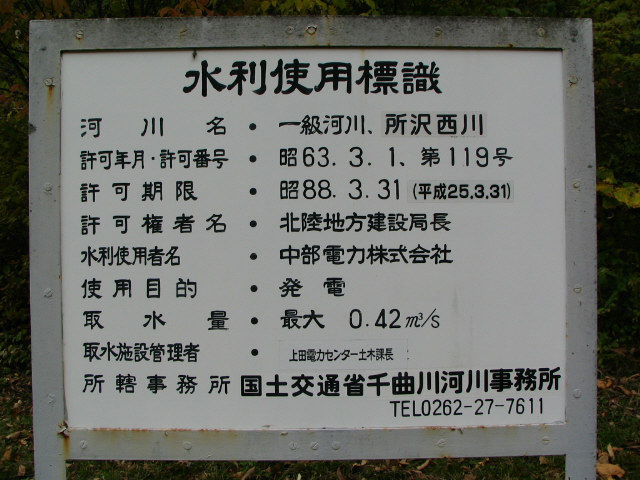 水利使用標識
河川名・一級河川、所沢西川
許可年月・許可番号・昭63.3.1、第119号
許可期限・昭88.3.31(平成25.3.31)
許可権者名・北陸地方建設局長
水利使用者名・中部電力株式会社
使用目的・発電
取水量・最大 0.42m³/s
取水施設管理者・上田電力センター土木課長
所轄事務所 国土交通省千曲川河川事務所
TEL0262-27-7611